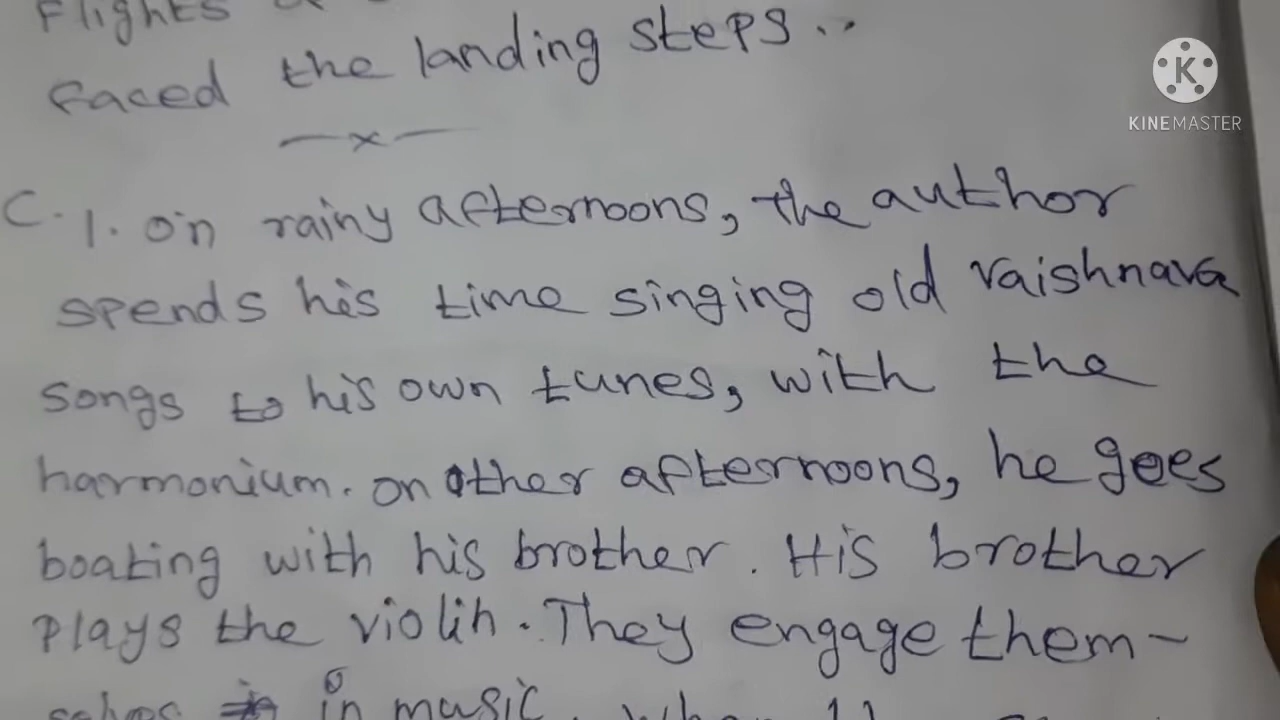 Flights
faced the landing steps..
—x—
C. 1. On rainy afternoons, the author
spends his time singing old vaishnava
songs to his own tunes, with the
harmonium. on other afternoons, he goes
boating with his brother. His brother
plays the violin. They engage them-
selves in music.
KINEMASTER